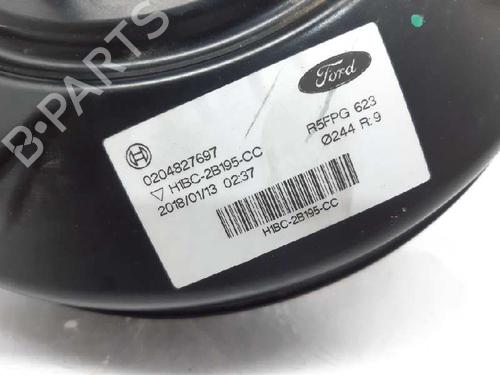 B-PARTS
Ford
0204827697
R5FPG 623
H1BC-2B195-CC
Ø244 R:9
2018/01/13 02:37
H1BC-2B195-CC